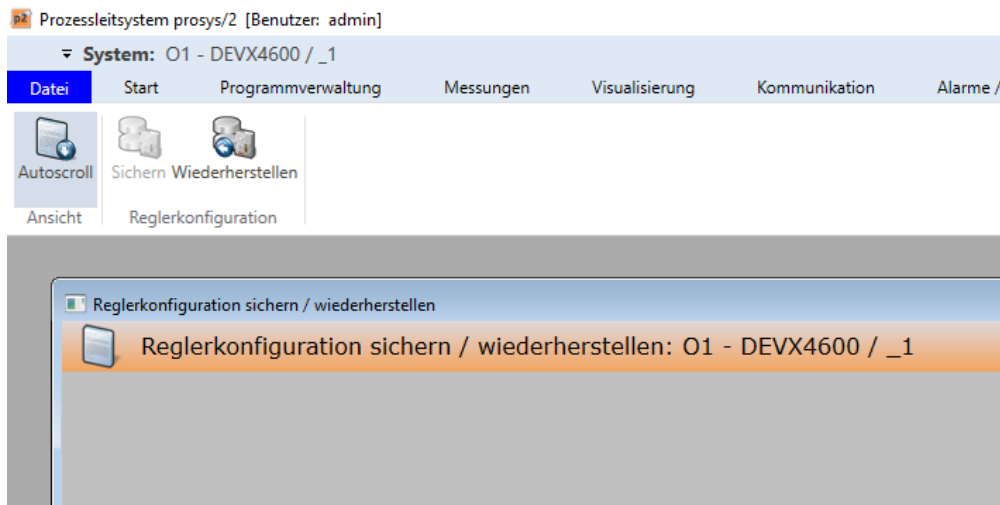 p2 Prozessleitsystem prosys/2 [Benutzer: admin]
System: O1 - DEVX4600 / _1
Datei Start Programmverwaltung Messungen Visualisierung Kommunikation Alarme /
Autoscroll Sichern Wiederherstellen
Ansicht Reglerkonfiguration
Reglerkonfiguration sichern / wiederherstellen
Reglerkonfiguration sichern / wiederherstellen: O1 - DEVX4600 / _1